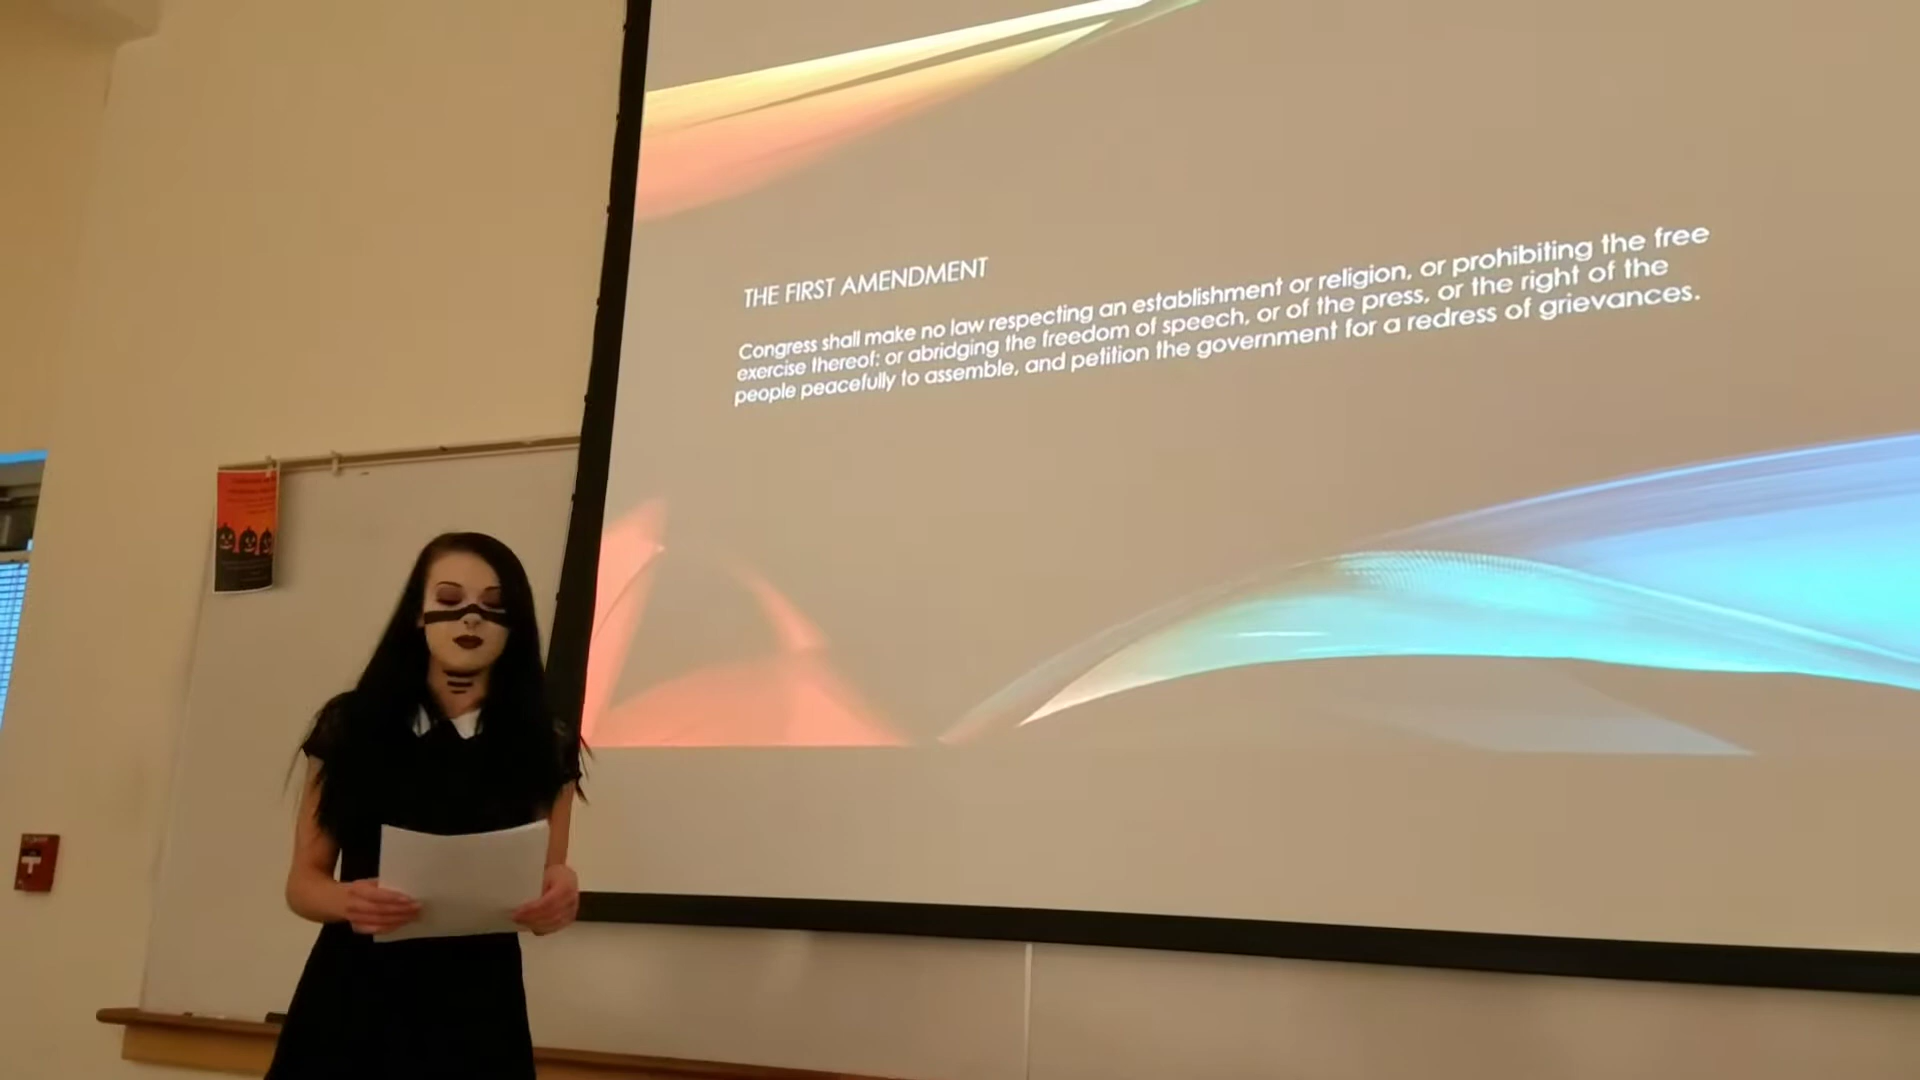 THE FIRST AMENDMENT
Congress shall make no law respecting an establishment or religion, or prohibiting the free
exercise thereof; or abridging the freedom of speech, or of the press, or the right of the
people peacefully to assemble, and petition the government for a redress of grievances.